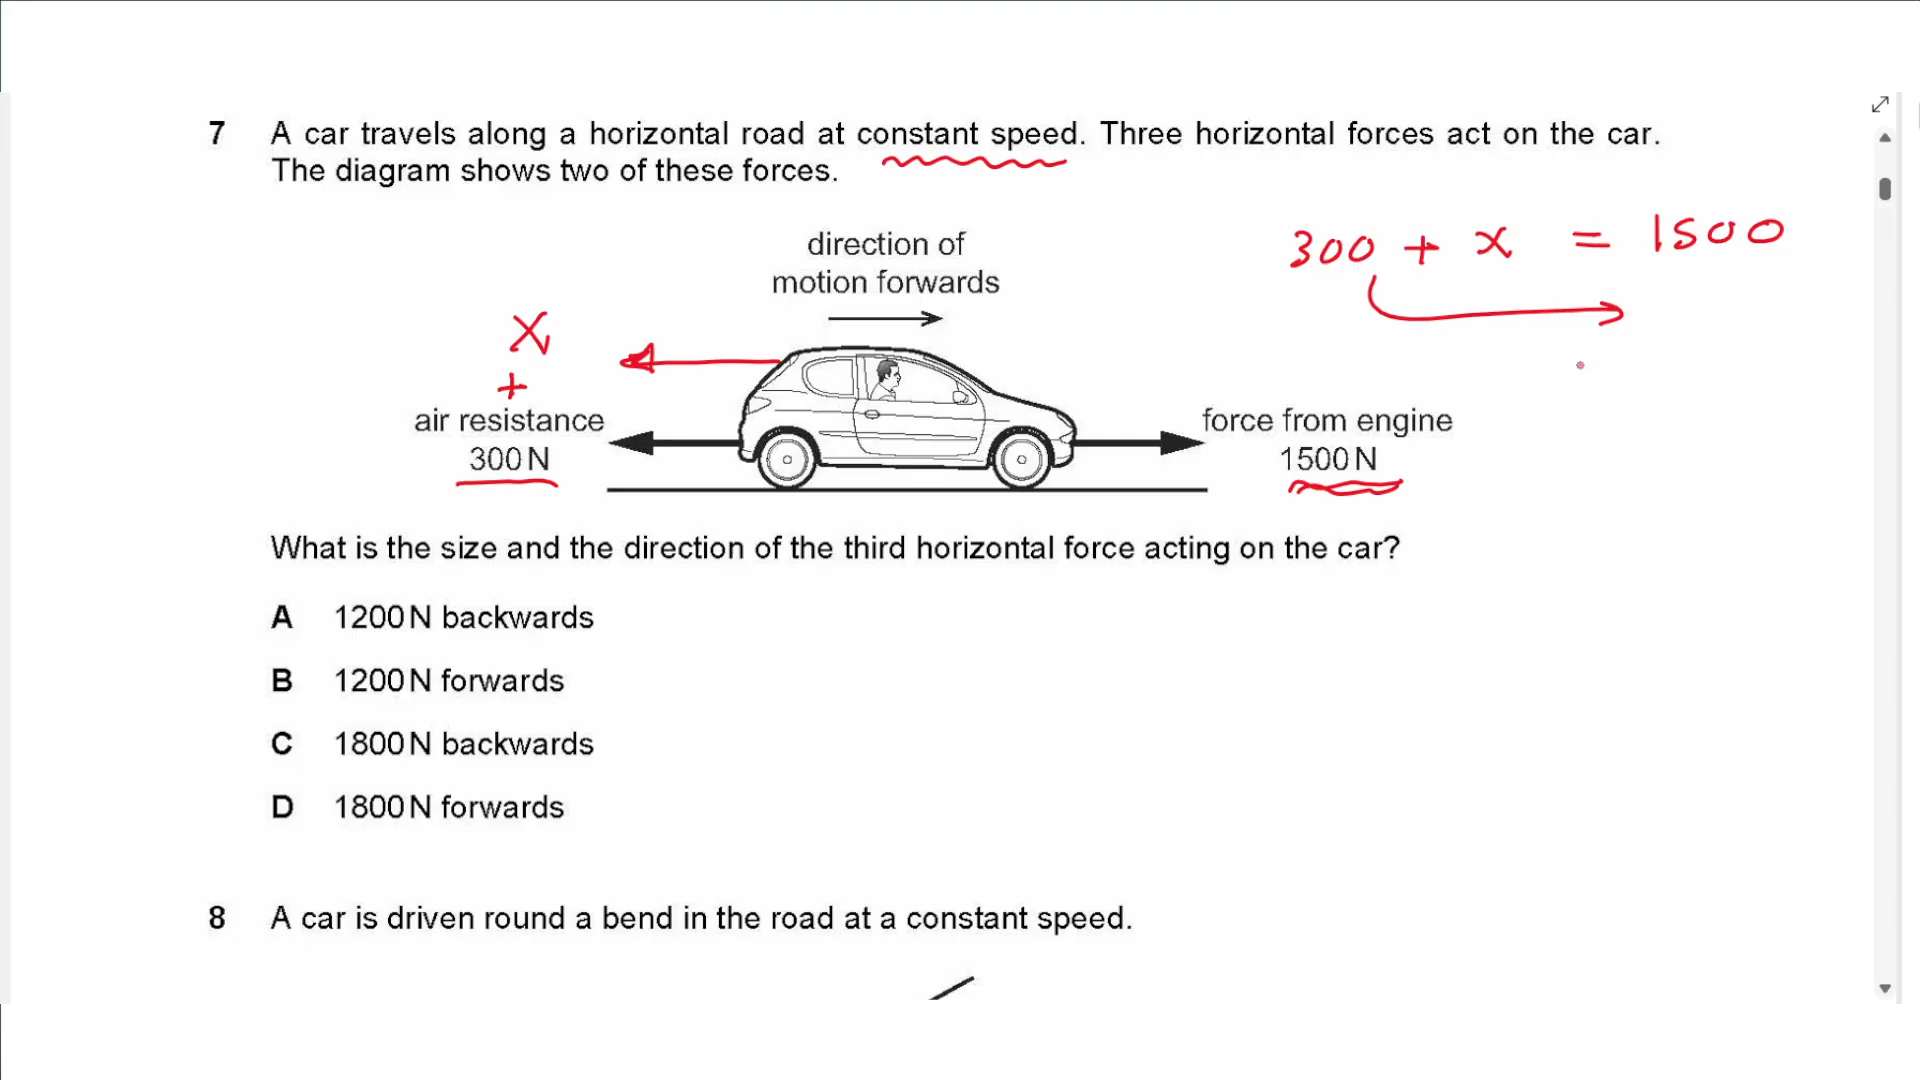 7 A car travels along a horizontal road at constant speed. Three horizontal forces act on the car.
The diagram shows two of these forces.
300 + x = 1500
direction of
motion forwards
X
+
air resistance
300 N
force from engine
1500 N
What is the size and the direction of the third horizontal force acting on the car?
A 1200 N backwards
B 1200 N forwards
C 1800 N backwards
D 1800 N forwards
8 A car is driven round a bend in the road at a constant speed.